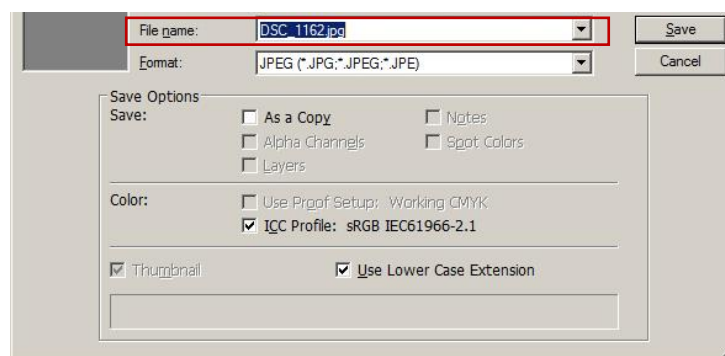 File name: DSC_1162.jpg Save
Format: JPEG (*.JPG;*.JPEG;*.JPE) Cancel
Save Options
Save: As a Copy Notes
Alpha Channels Spot Colors
Layers
Color: Use Proof Setup: Working CMYK
ICC Profile: sRGB IEC61966-2.1
Thumbnail Use Lower Case Extension